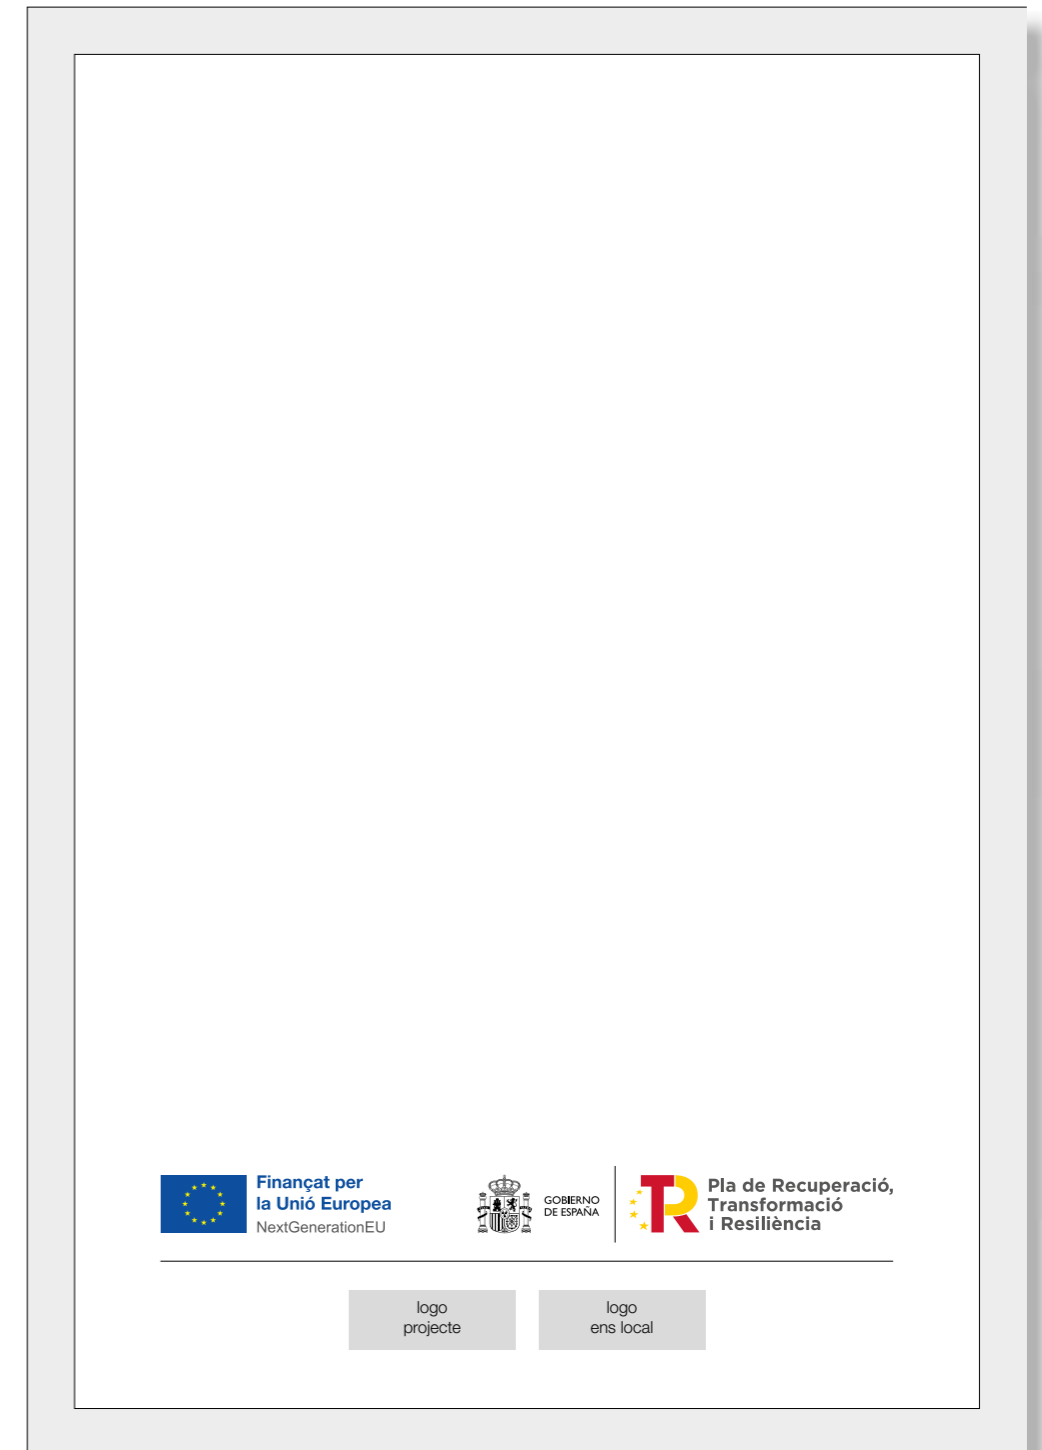 Finançat per
la Unió Europea
NextGenerationEU
GOBIERNO
DE ESPAÑA
Pla de Recuperació,
Transformació
i Resiliència
logo
projecte
logo
ens local